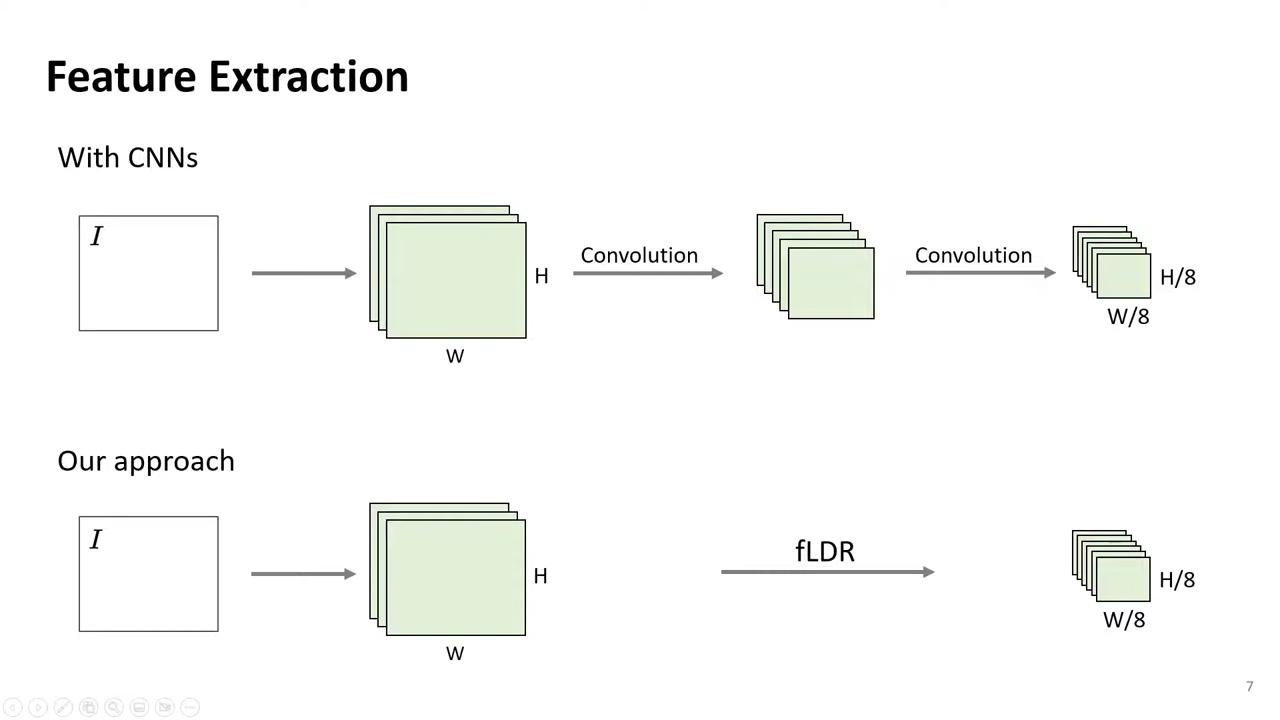 Feature Extraction
With CNNs
I
H
W
Convolution
Convolution
H/8
W/8
Our approach
I
H
W
fLDR
H/8
W/8
7